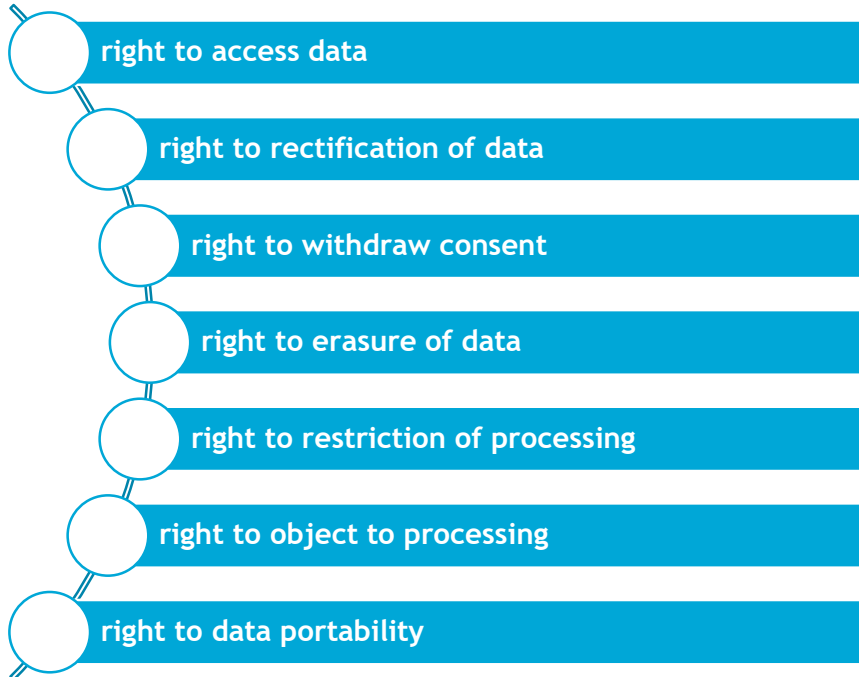 right to access data
right to rectification of data
right to withdraw consent
right to erasure of data
right to restriction of processing
right to object to processing
right to data portability